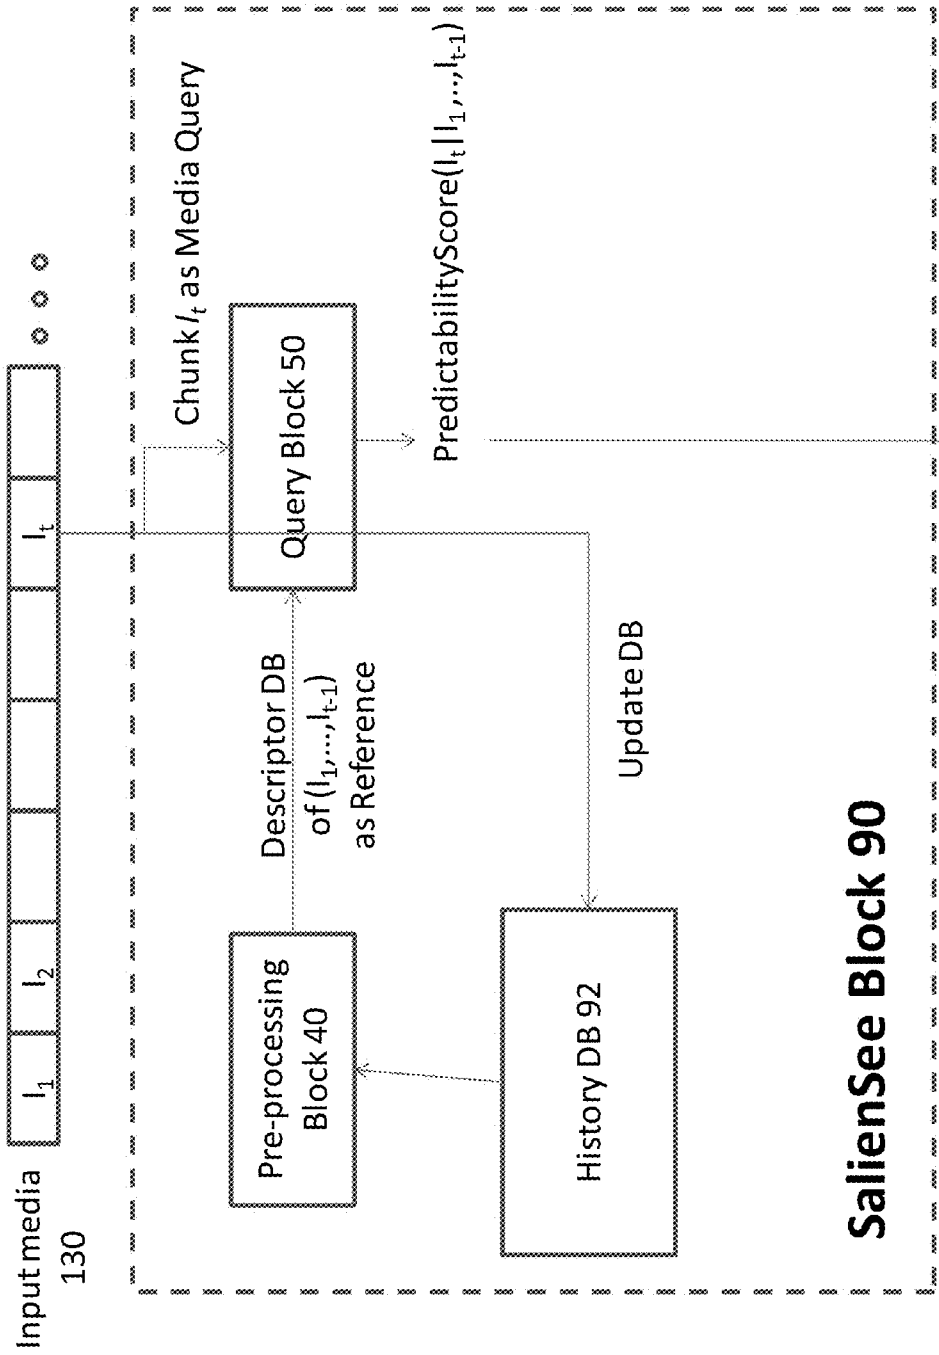 Input media
130
I1
I2
It
Chunk It as Media Query
Pre-processing
Block 40
Descriptor DB
of (I1,...,It-1)
as Reference
Query Block 50
PredictabilityScore(It|I1,...,It-1)
History DB 92
Update DB
SalienSee Block 90